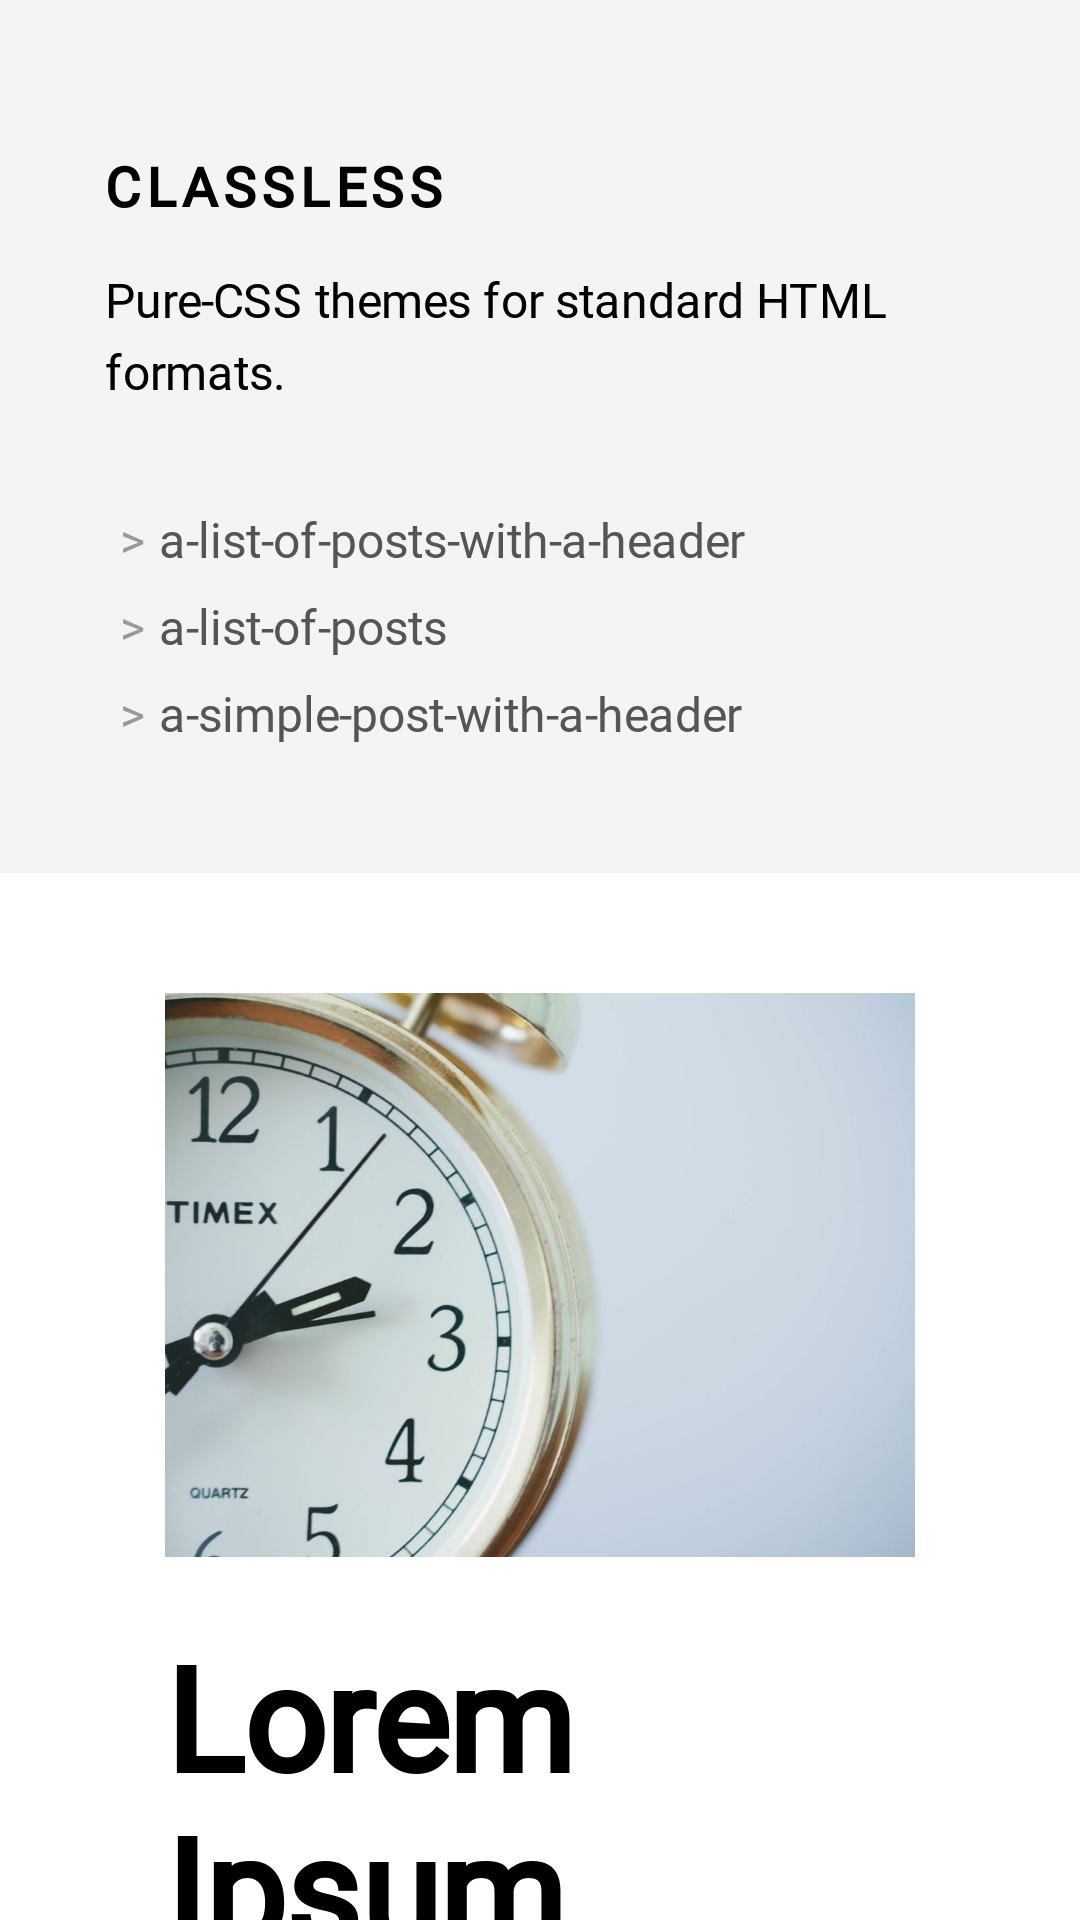 CLASSLESS
Pure-CSS themes for standard HTML
formats.
> a-list-of-posts-with-a-header
> a-list-of-posts
> a-simple-post-with-a-header
12
1
TIMEX
2
3
4
QUARTZ
5
6
Lorem
Ipsum